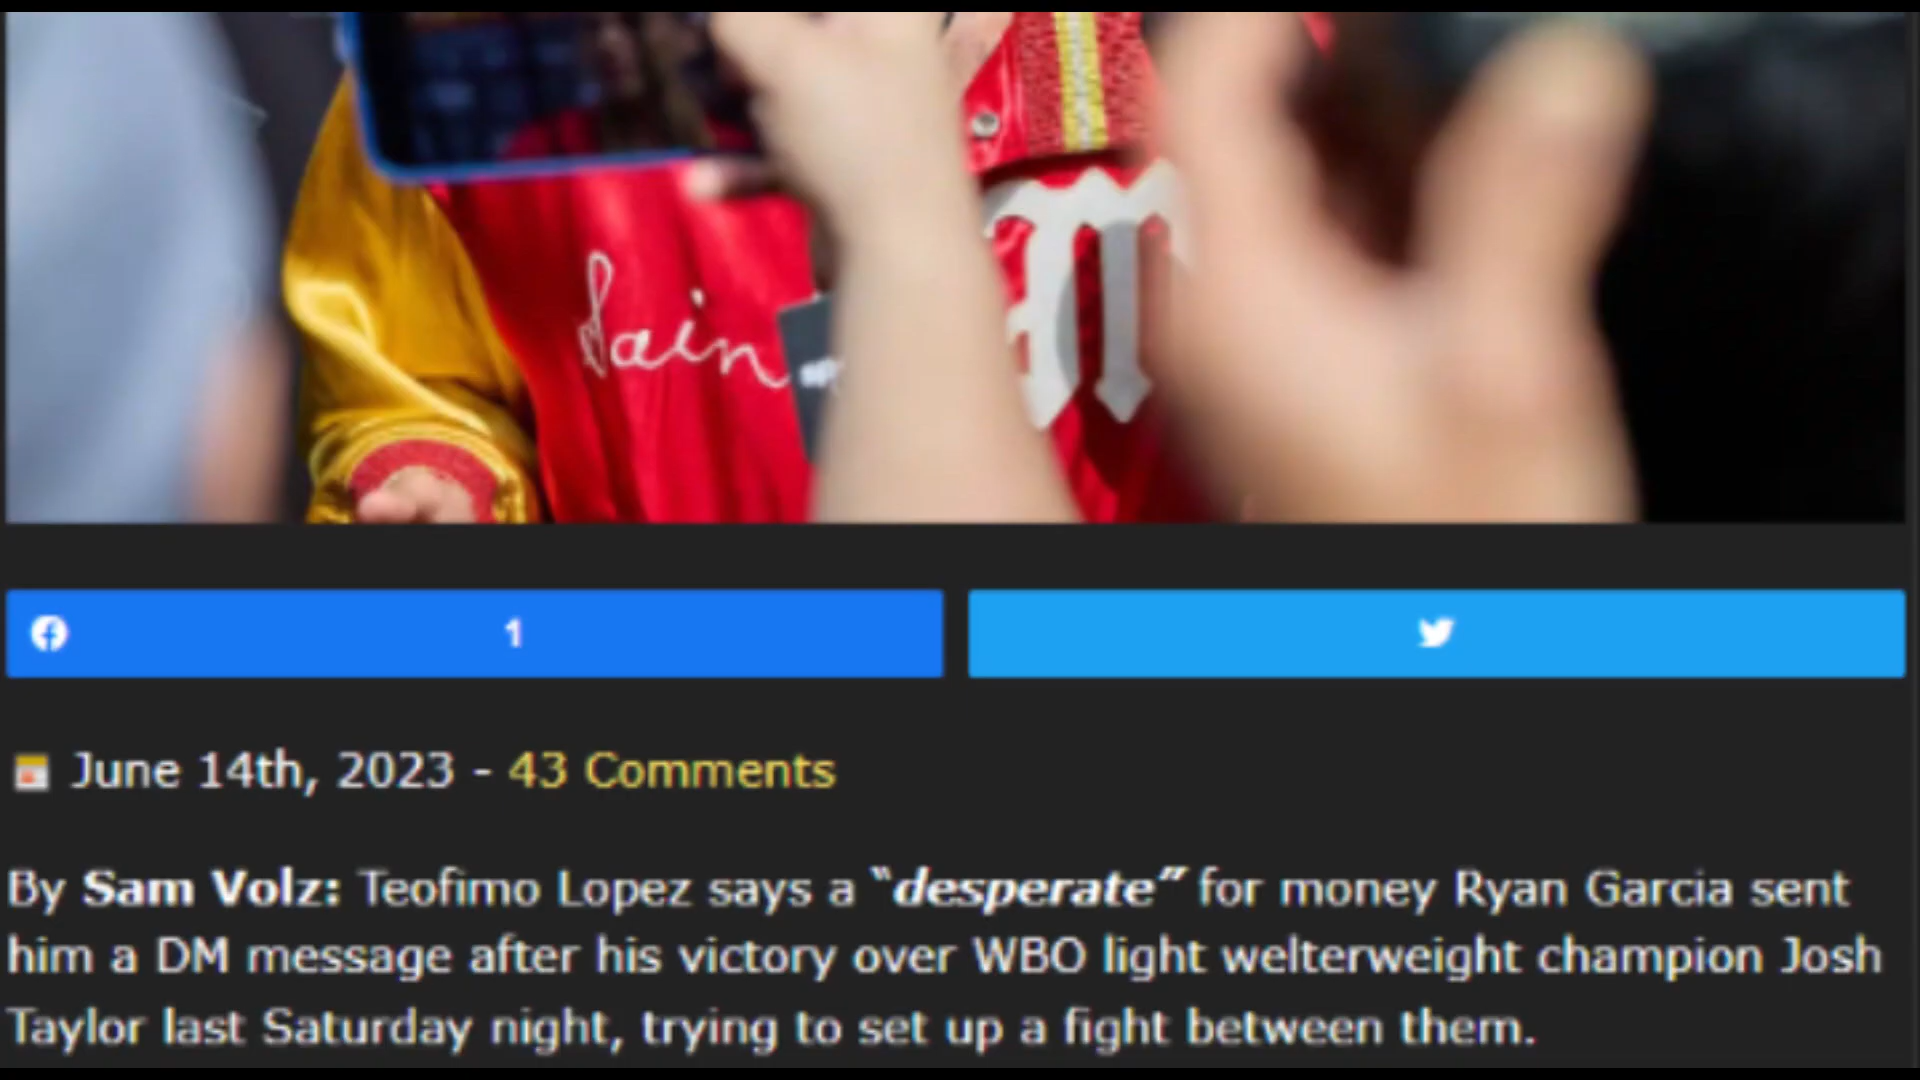 Sain
1
June 14th, 2023 - 43 Comments
By Sam Volz: Teofimo Lopez says a “desperate” for money Ryan Garcia sent
him a DM message after his victory over WBO light welterweight champion Josh
Taylor last Saturday night, trying to set up a fight between them.